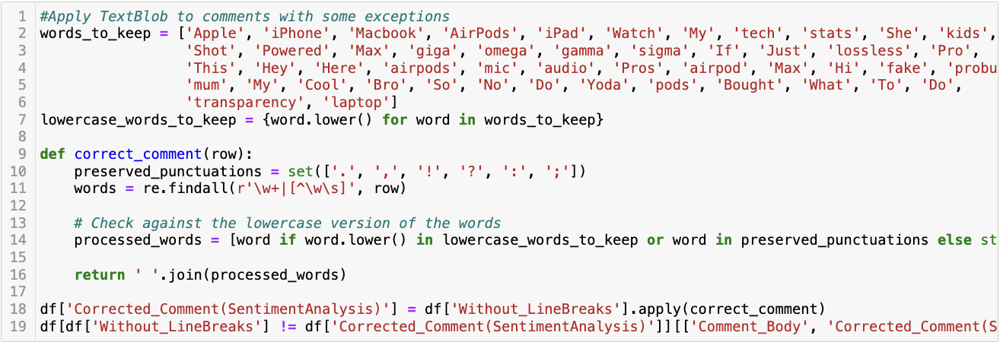 1 #Apply TextBlob to comments with some exceptions
2 words_to_keep = ['Apple', 'iPhone', 'Macbook', 'AirPods', 'iPad', 'Watch', 'My', 'tech', 'stats', 'She', 'kids',
3                  'Shot', 'Powered', 'Max', 'giga', 'omega', 'gamma', 'sigma', 'If', 'Just', 'lossless', 'Pro',
4                  'This', 'Hey', 'Here', 'airpods', 'mic', 'audio', 'Pros', 'airpod', 'Max', 'Hi', 'fake', 'probu
5                  'mum', 'My', 'Cool', 'Bro', 'So', 'No', 'Do', 'Yoda', 'pods', 'Bought', 'What', 'To', 'Do',
6                  'transparency', 'laptop']
7 lowercase_words_to_keep = {word.lower() for word in words_to_keep}
8
9 def correct_comment(row):
10     preserved_punctuations = set(['.', ',', '!', '?', ':', ';'])
11     words = re.findall(r'\w+|[^\w\s]', row)
12
13     # Check against the lowercase version of the words
14     processed_words = [word if word.lower() in lowercase_words_to_keep or word in preserved_punctuations else st
15
16     return ' '.join(processed_words)
17
18 df['Corrected_Comment(SentimentAnalysis)'] = df['Without_LineBreaks'].apply(correct_comment)
19 df[df['Without_LineBreaks'] != df['Corrected_Comment(SentimentAnalysis)']][['Comment_Body', 'Corrected_Comment(S